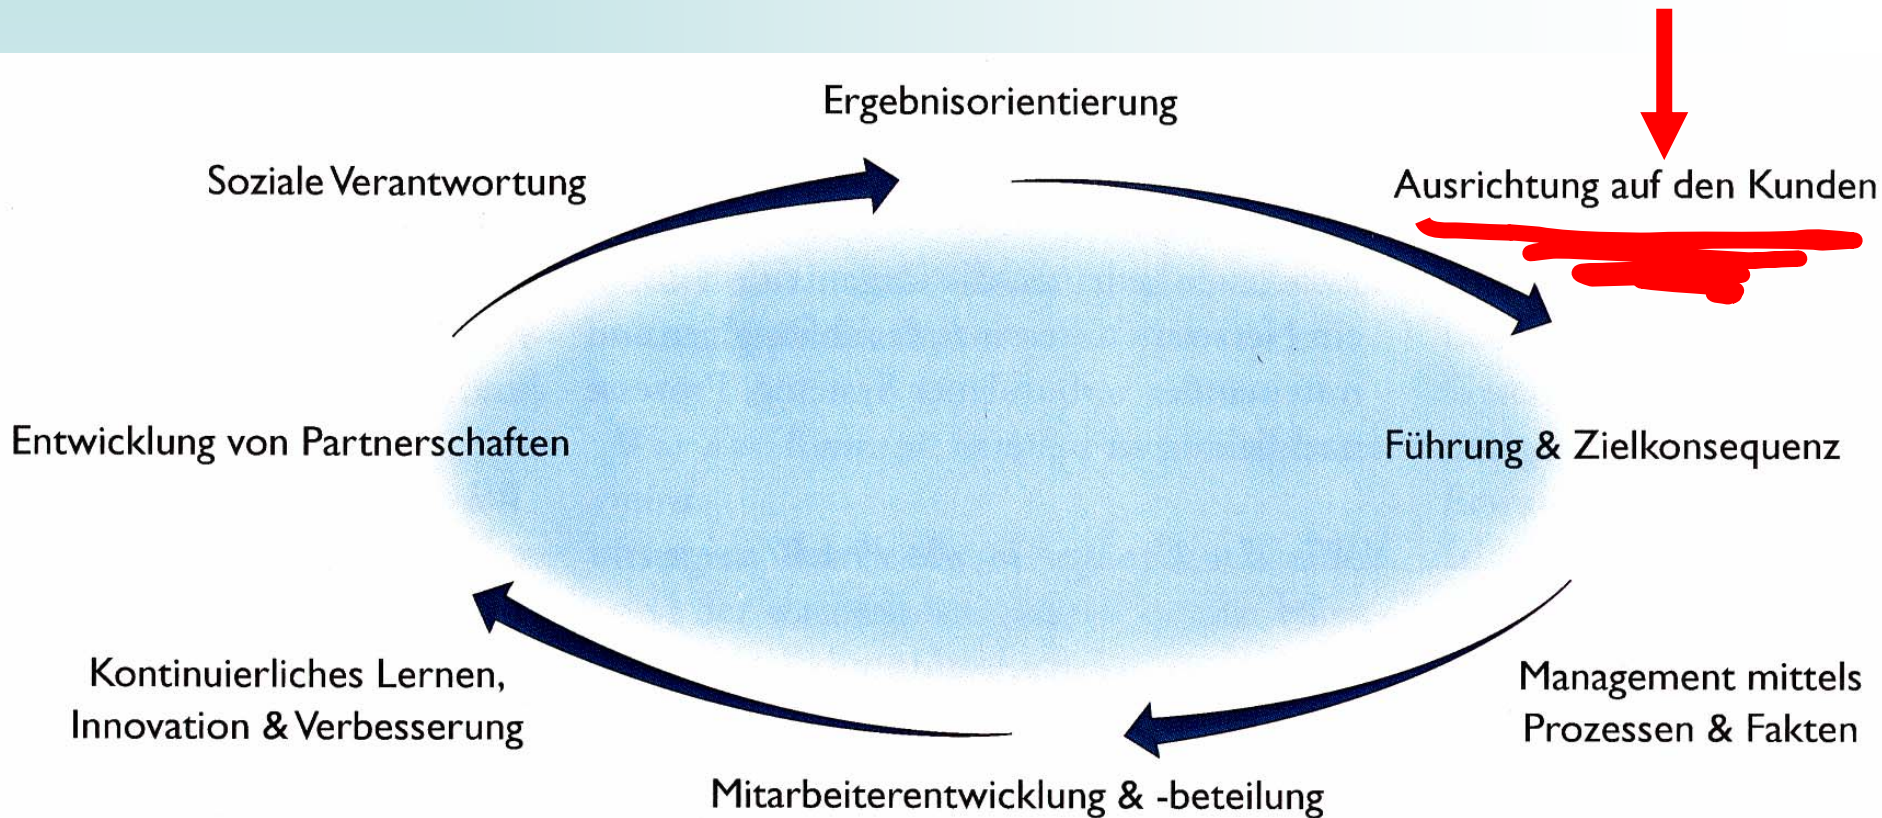 Ergebnisorientierung
Soziale Verantwortung
Ausrichtung auf den Kunden
Entwicklung von Partnerschaften
Führung & Zielkonsequenz
Kontinuierliches Lernen,
Innovation & Verbesserung
Management mittels
Prozessen & Fakten
Mitarbeiterentwicklung & -beteilung